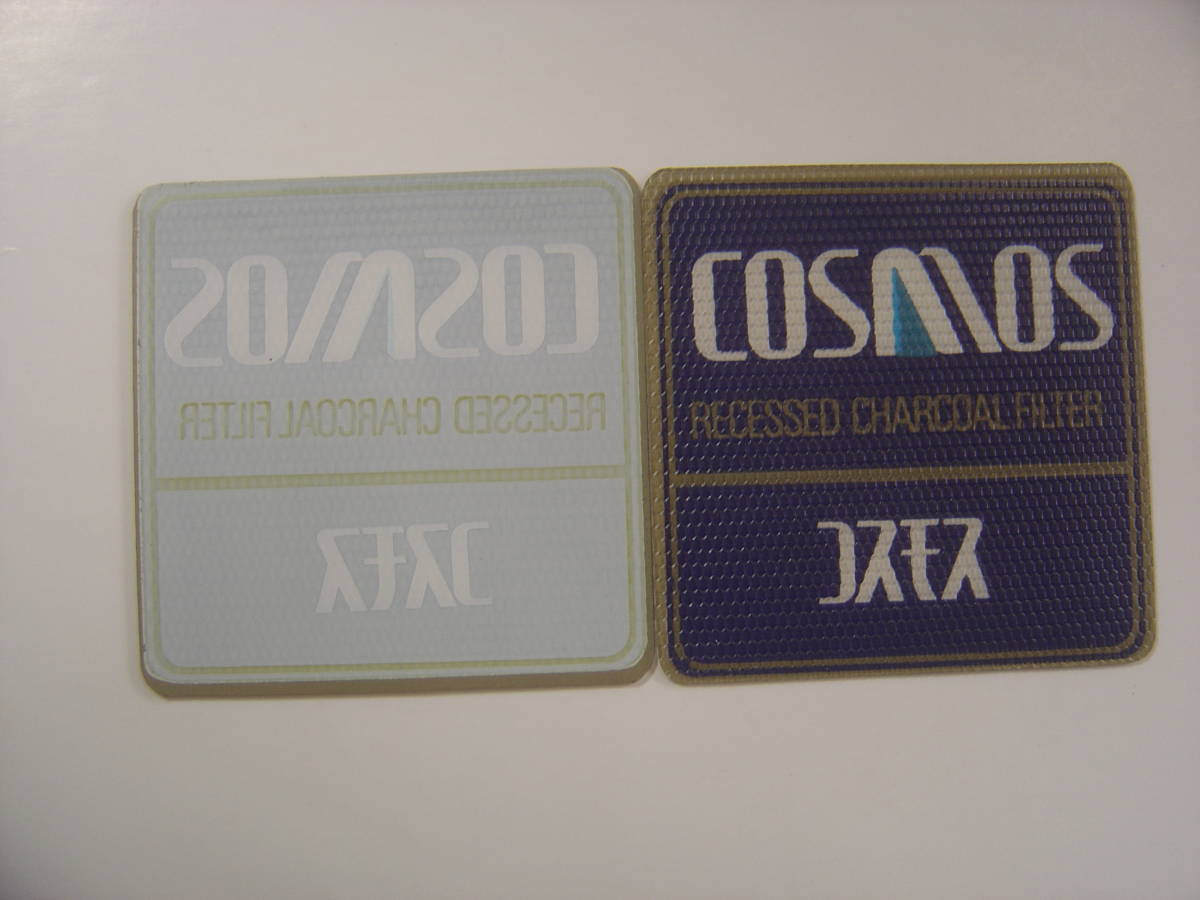 COSMOS
RECESSED CHARCOAL FILTER
コスモス
COSMOS
RECESSED CHARCOAL FILTER
コスモス